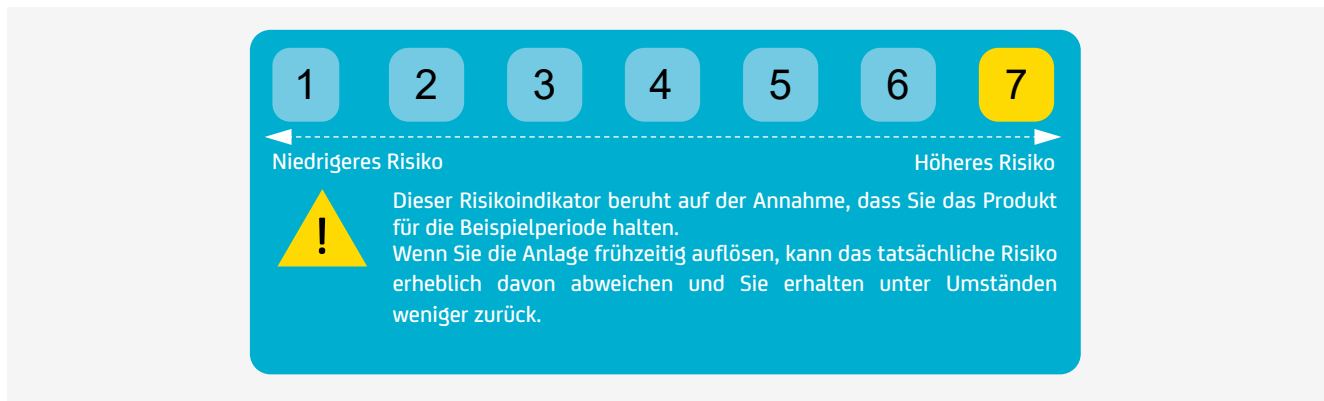 1 2 3 4 5 6 7
Niedrigeres Risiko Höheres Risiko
! Dieser Risikoindikator beruht auf der Annahme, dass Sie das Produkt
für die Beispielperiode halten.
Wenn Sie die Anlage frühzeitig auflösen, kann das tatsächliche Risiko
erheblich davon abweichen und Sie erhalten unter Umständen
weniger zurück.